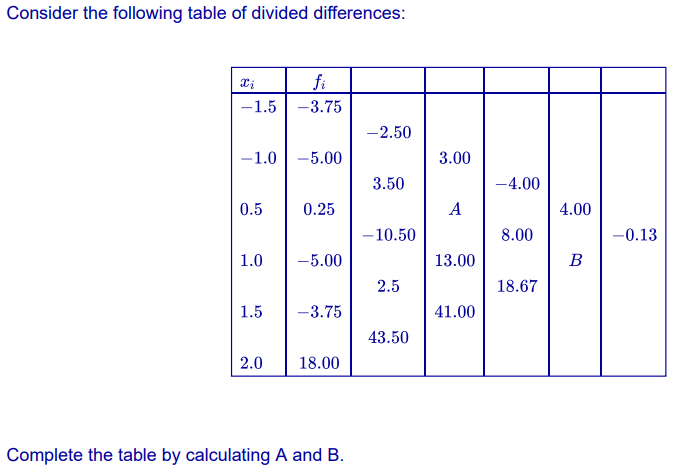 Consider the following table of divided differences:
xᵢ fᵢ
−1.5 −3.75
−2.50
−1.0 −5.00 3.00
3.50 −4.00
0.5 0.25 A 4.00
−10.50 8.00 −0.13
1.0 −5.00 13.00 B
2.5 18.67
1.5 −3.75 41.00
43.50
2.0 18.00
Complete the table by calculating A and B.